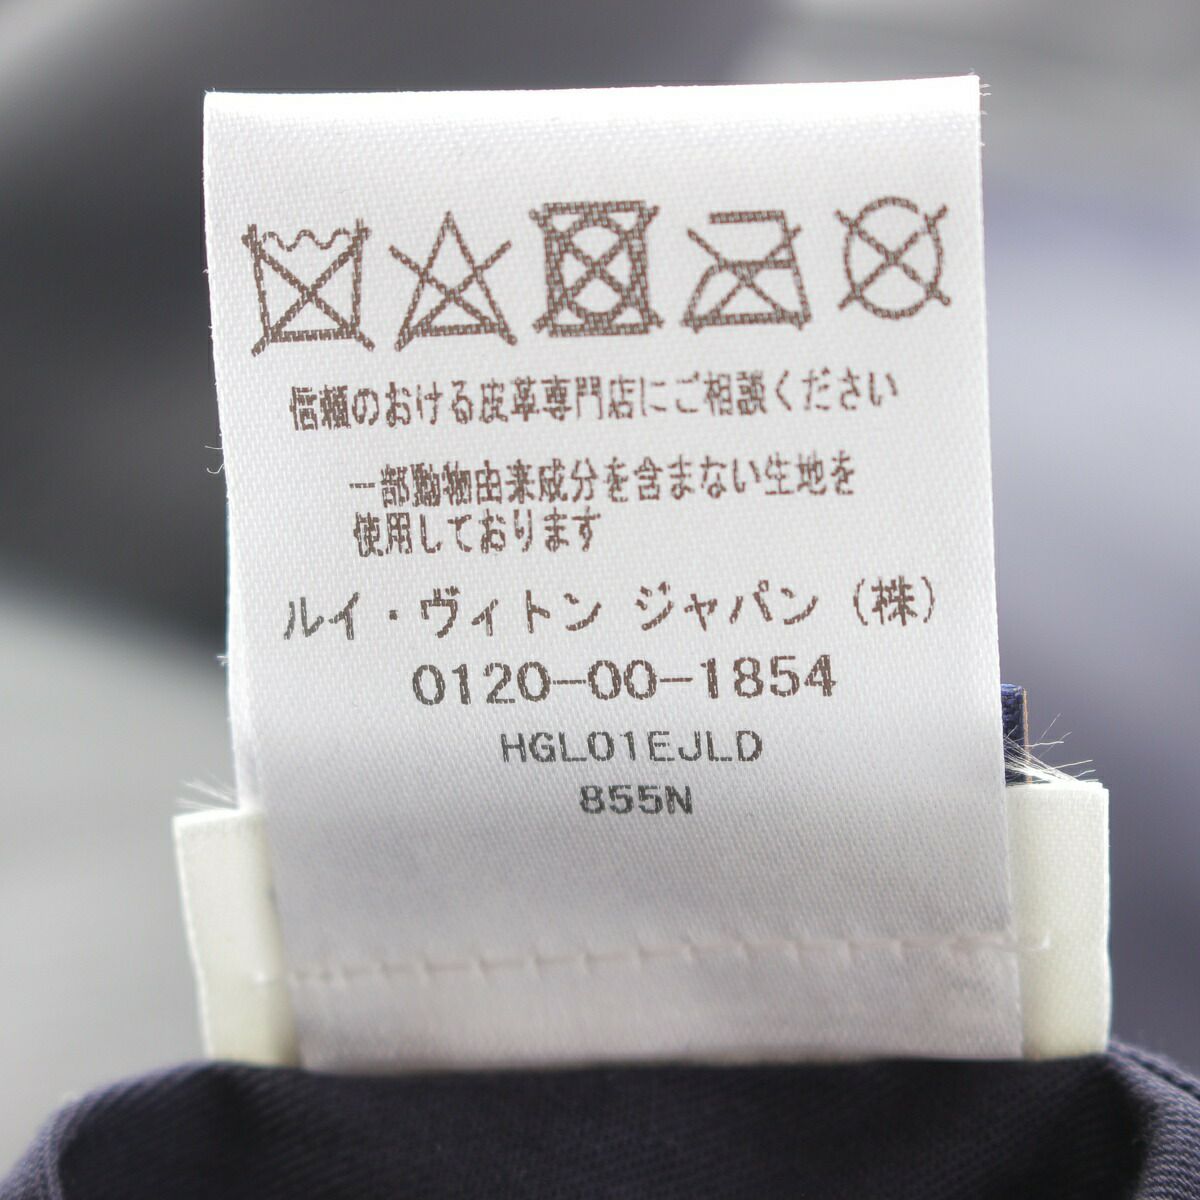 信頼のおける皮革専門店にご相談ください
一部動物由来成分を含まない生地を
使用しております
ルイ・ヴィトン ジャパン (株)
0120-00-1854
HGL01EJLD
855N